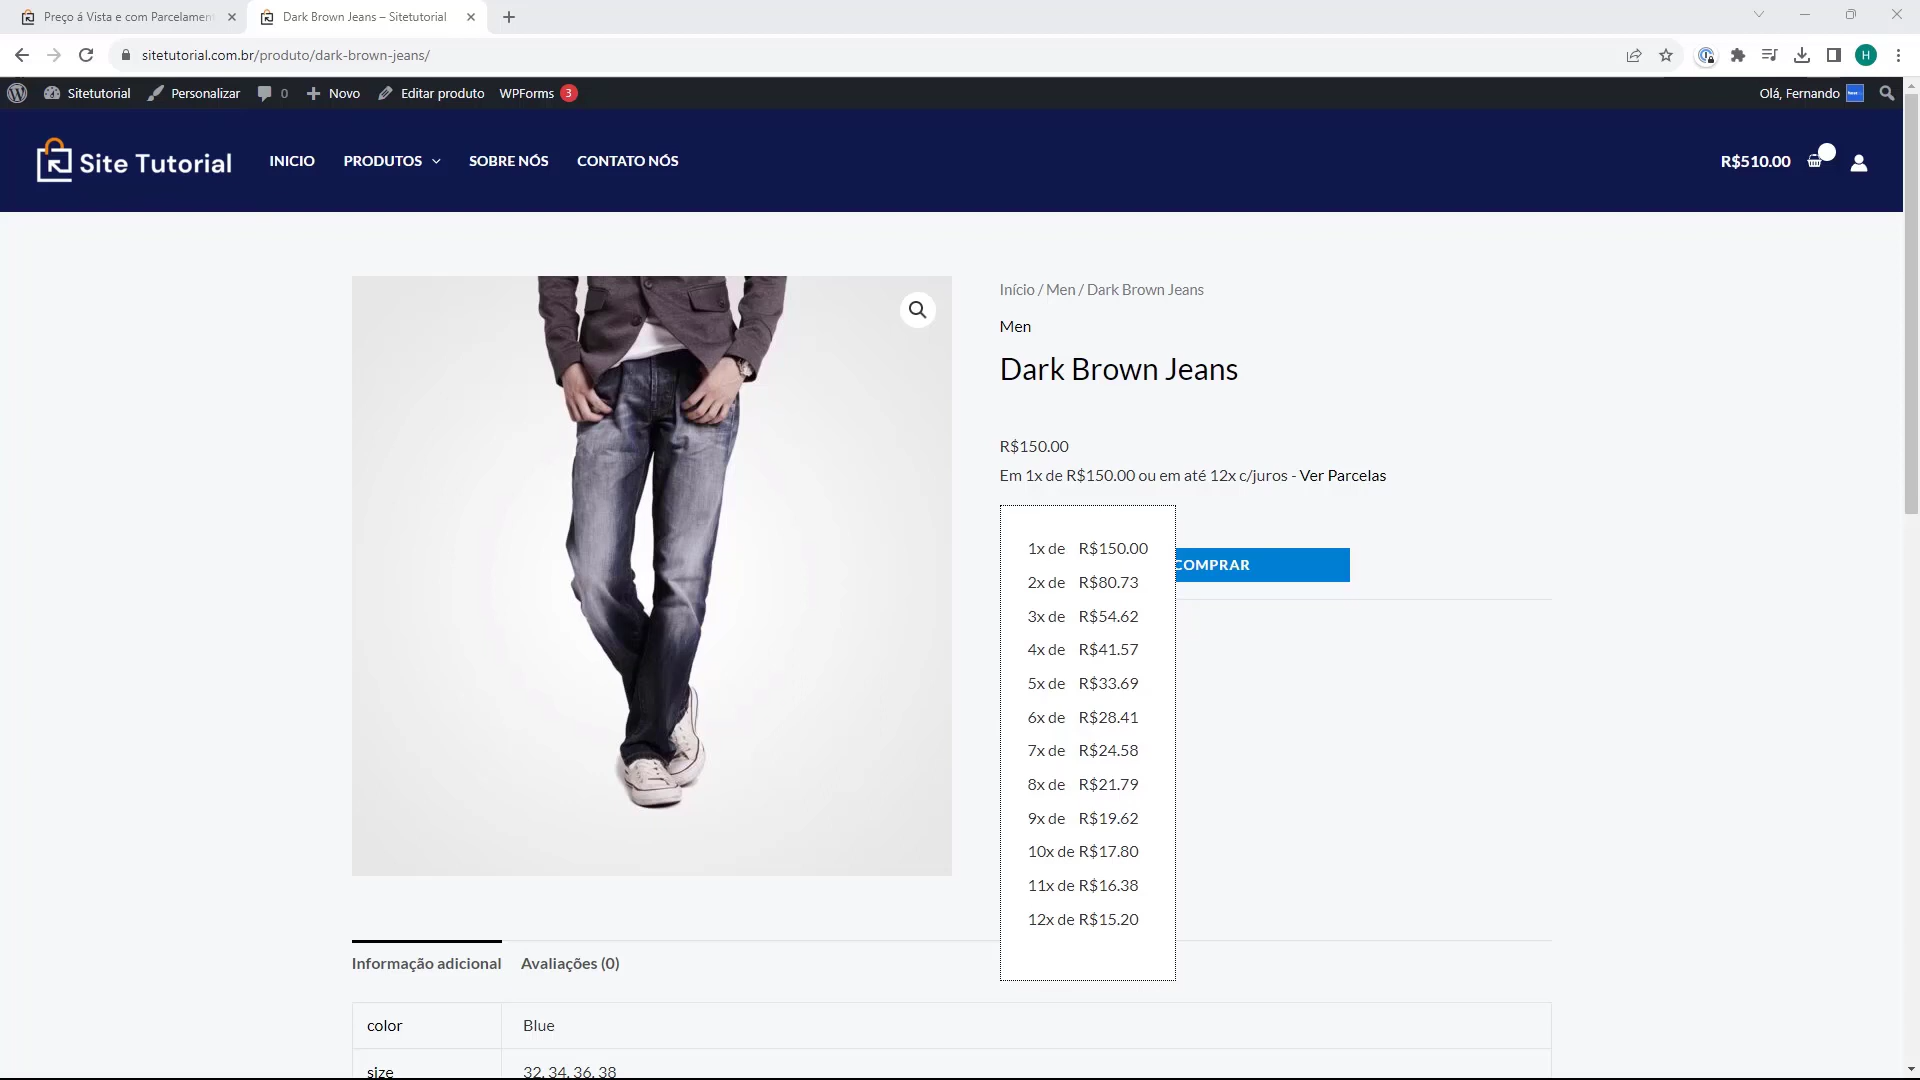 Preço á Vista e com Parcelamen
Dark Brown Jeans – Sitetutorial
sitetutorial.com.br/produto/dark-brown-jeans/
H
Sitetutorial
Personalizar
0
Novo
Editar produto
WPForms 3
Olá, Fernando
Site Tutorial
INICIO
PRODUTOS
SOBRE NÓS
CONTATO NÓS
R$510.00
Início / Men / Dark Brown Jeans
Men
Dark Brown Jeans
R$150.00
Em 1x de R$150.00 ou em até 12x c/juros - Ver Parcelas
1x de R$150.00
COMPRAR
2x de R$80.73
3x de R$54.62
4x de R$41.57
5x de R$33.69
6x de R$28.41
7x de R$24.58
8x de R$21.79
9x de R$19.62
10x de R$17.80
11x de R$16.38
12x de R$15.20
Informação adicional
Avaliações (0)
color
Blue
size
32, 34, 36, 38